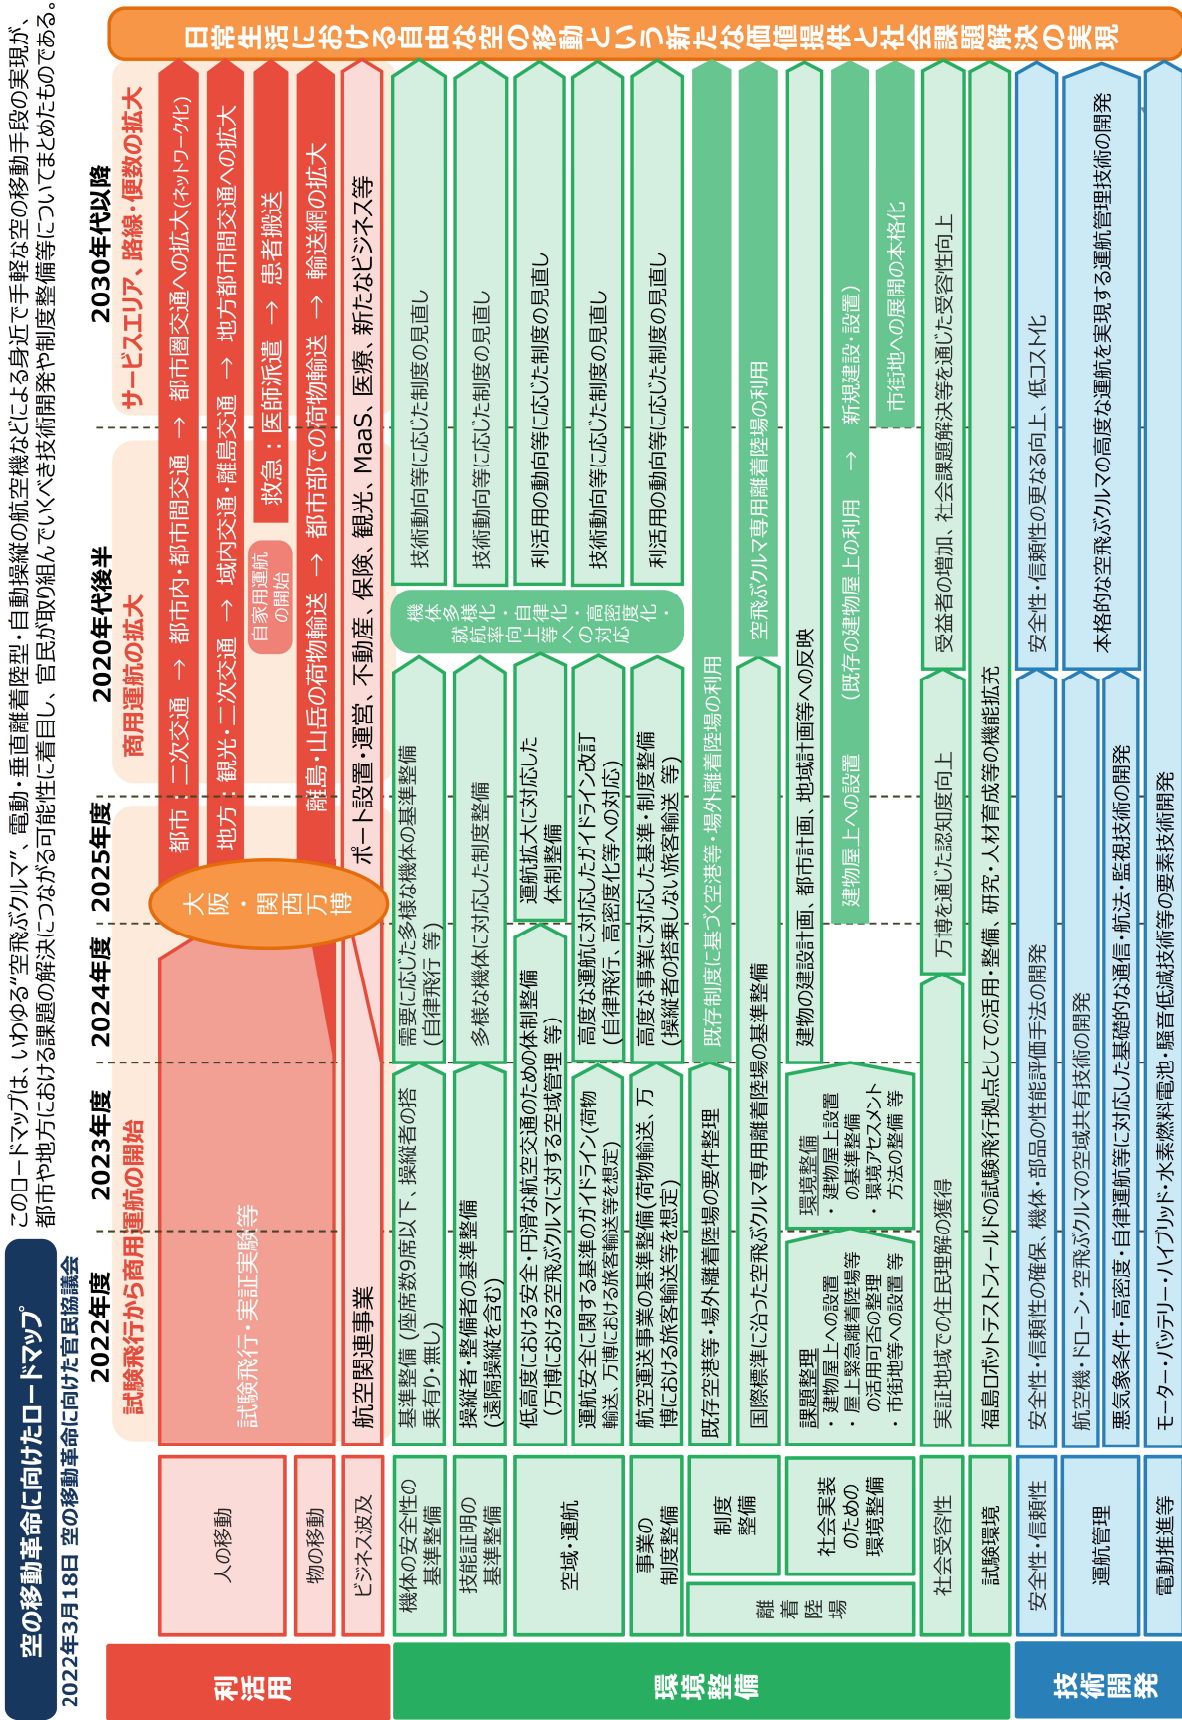 空の移動革命に向けたロードマップ
2022年3月18日 空の移動革命に向けた官民協議会
このロードマップは、いわゆる“空飛ぶクルマ”、電動・垂直離着陸型・自動操縦の航空機などによる身近で手軽な空の移動手段の実現が、
都市や地方における課題の解決につながる可能性に着目し、官民が取り組んでいくべき技術開発や制度整備等についてまとめたものである。
2022年度
2023年度
2024年度
2025年度
2020年代後半
2030年代以降
試験飛行から商用運航の開始
商用運航の拡大
サービスエリア、路線・便数の拡大
日常生活における自由な空の移動という新たな価値提供と社会課題解決の実現
利活用
人の移動
物の移動
ビジネス波及
試験飛行・実証実験等
大阪・関西万博
都市：二次交通 → 都市内・都市間交通 → 都市圏交通への拡大(ネットワーク化)
地方：観光・二次交通 → 域内交通・離島交通 → 地方都市間交通への拡大
自家用運航
の開始
救急：医師派遣 → 患者搬送
離島・山岳の荷物輸送 → 都市部での荷物輸送 → 輸送網の拡大
航空関連事業
ポート設置・運営、不動産、保険、観光、MaaS、医療、新たなビジネス等
環境整備
機体の安全性の
基準整備
基準整備 (座席数9席以下、操縦者の搭
乗有り・無し)
需要に応じた多様な機体の基準整備
(自律飛行 等)
機体多様化・自律化・高密度化・
就航率向上等への対応
技術動向等に応じた制度の見直し
技能証明の
基準整備
操縦者・整備者の基準整備
(遠隔操縦を含む)
多様な機体に対応した制度整備
技術動向等に応じた制度の見直し
空域・運航
低高度における安全・円滑な航空交通のための体制整備
(万博における空飛ぶクルマに対する空域管理 等)
運航拡大に対応した
体制整備
利活用の動向等に応じた制度の見直し
運航安全に関する基準のガイドライン(荷物
輸送、万博における旅客輸送等を想定)
高度な運航に対応したガイドライン改訂
(自律飛行、高密度化等への対応)
技術動向等に応じた制度の見直し
事業の
制度整備
航空運送事業の基準整備(荷物輸送、万
博における旅客輸送等を想定)
高度な事業に対応した基準・制度整備
(操縦者の搭乗しない旅客輸送 等)
利活用の動向等に応じた制度の見直し
離着陸場
制度
整備
既存空港等・場外離着陸場の要件整理
既存制度に基づく空港等・場外離着陸場の利用
国際標準に沿った空飛ぶクルマ専用離着陸場の基準整備
空飛ぶクルマ専用離着陸場の利用
社会実装
のための
環境整備
課題整理
・建物屋上への設置
・屋上緊急離着陸場等
の活用可否の整理
・市街地等への設置 等
環境整備
・建物屋上設置
の基準整備
・環境アセスメント
方法の整備 等
建物の建設計画、都市計画、地域計画等への反映
建物屋上への設置 (既存の建物屋上の利用 → 新規建設・設置)
市街地への展開の本格化
社会受容性
実証地域での住民理解の獲得
万博を通じた認知度向上
受益者の増加、社会課題解決等を通じた受容性向上
試験環境
福島ロボットテストフィールドの試験飛行拠点としての活用・整備、研究・人材育成等の機能拡充
技術開発
安全性・信頼性
安全性・信頼性の確保、機体・部品の性能評価手法の開発
安全性・信頼性の更なる向上、低コスト化
運航管理
航空機・ドローン・空飛ぶクルマの空域共有技術の開発
悪気象条件・高密度・自律運航等に対応した基礎的な通信・航法・監視技術の開発
本格的な空飛ぶクルマの高度な運航を実現する運航管理技術の開発
電動推進等
モーター・バッテリー・ハイブリッド・水素燃料電池・騒音低減技術等の要素技術開発